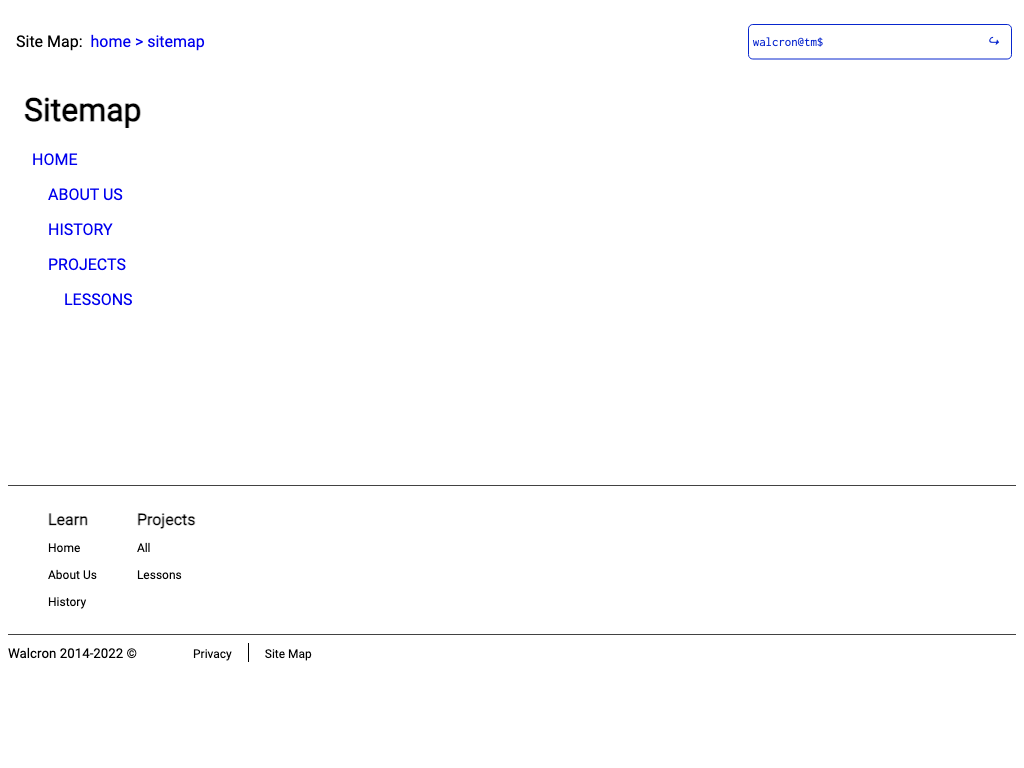 Site Map: home > sitemap
walcron@tm$ ↪
Sitemap
HOME
ABOUT US
HISTORY
PROJECTS
LESSONS
Learn Projects
Home All
About Us Lessons
History
Walcron 2014-2022 © Privacy Site Map